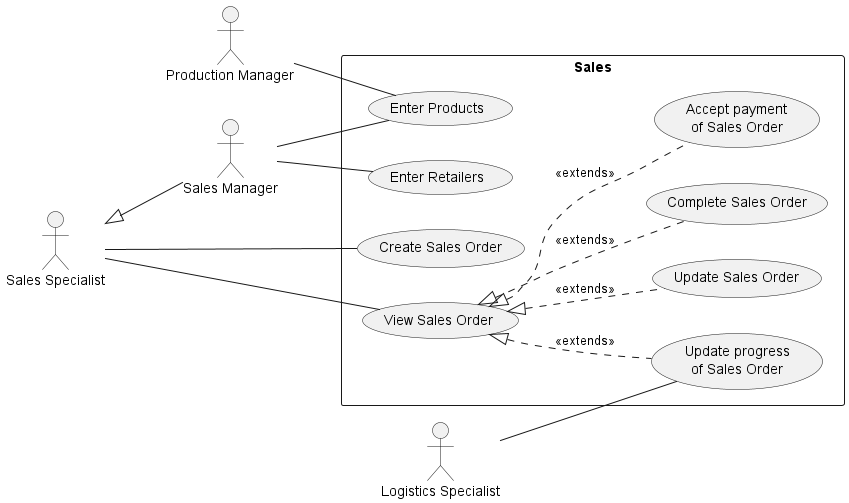 Production Manager
Sales Manager
Sales Specialist
Sales
Enter Products
Enter Retailers
Create Sales Order
View Sales Order
«extends»
«extends»
«extends»
«extends»
Accept payment
of Sales Order
Complete Sales Order
Update Sales Order
Update progress
of Sales Order
Logistics Specialist